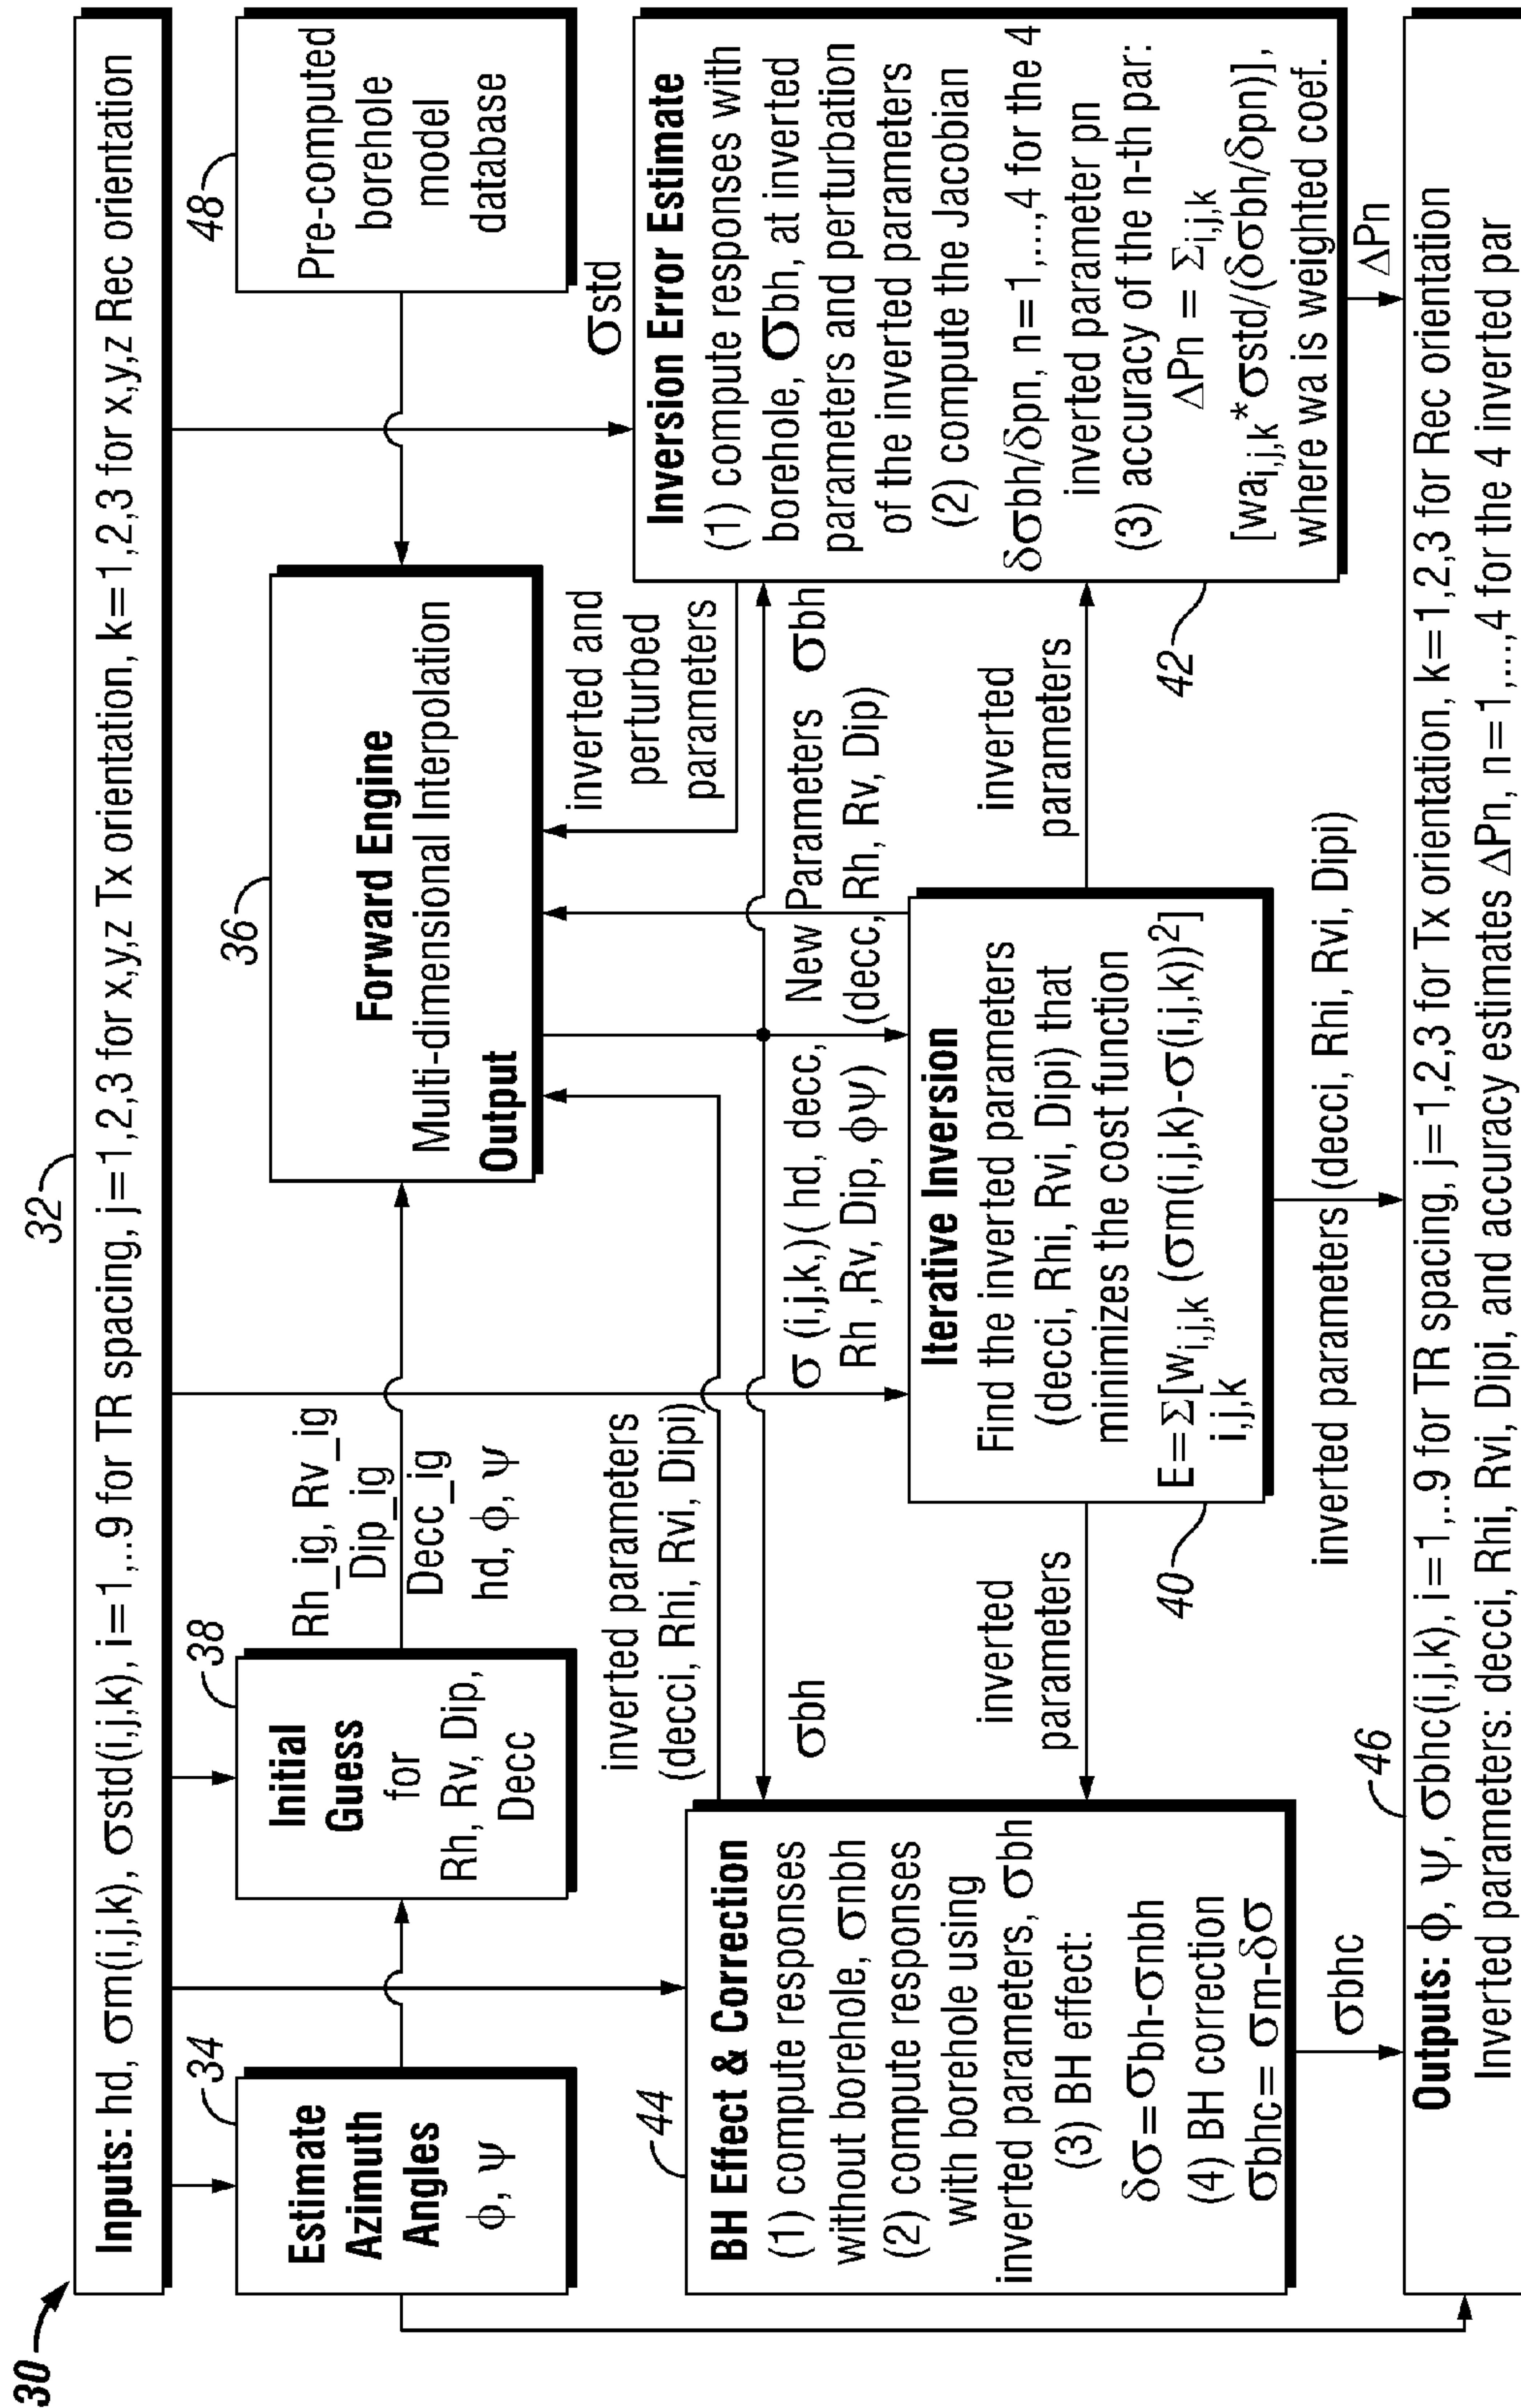 30
32
Inputs: hd, σm(i,j,k), σstd(i,j,k), i=1,..9 for TR spacing, j=1,2,3 for x,y,z Tx orientation, k=1,2,3 for x,y,z Rec orientation
34
Estimate
Azimuth
Angles
ϕ, ψ
38
Initial
Guess
for
Rh, Rv, Dip,
Decc
Rh_ig, Rv_ig
Dip_ig
Decc_ig
hd, ϕ, ψ
36
Forward Engine
Multi-dimensional Interpolation
Output
48
Pre-computed
borehole
model
database
σstd
inverted parameters
(decci, Rhi, Rvi, Dipi)
σbh
σ (i,j,k,)( hd, decc,
Rh ,Rv, Dip, ϕψ)
New Parameters
(decc, Rh, Rv, Dip)
inverted and
perturbed
parameters
σbh
44
BH Effect & Correction
(1) compute responses
without borehole, σnbh
(2) compute responses
with borehole using
inverted parameters, σbh
(3) BH effect:
δσ=σbh-σnbh
(4) BH correction
σbhc= σm-δσ
inverted
parameters
40
Iterative Inversion
Find the inverted parameters
(decci, Rhi, Rvi, Dipi) that
minimizes the cost function
E=Σ[w i,j,k (σm(i,j,k)-σ(i,j,k))2]
i,j,k
inverted
parameters
42
Inversion Error Estimate
(1) compute responses with
borehole, σbh, at inverted
parameters and perturbation
of the inverted parameters
(2) compute the Jacobian
δσbh/δpn, n=1,...,4 for the 4
inverted parameter pn
(3) accuracy of the n-th par:
ΔPn = Σi,j,k
[wai,j,k*σstd/(δσbh/δpn)],
where wa is weighted coef.
σbhc
inverted parameters (decci, Rhi, Rvi, Dipi)
ΔPn
46
Outputs: ϕ, ψ, σbhc(i,j,k), i=1,..9 for TR spacing, j=1,2,3 for Tx orientation, k=1,2,3 for Rec orientation
Inverted parameters: decci, Rhi, Rvi, Dipi, and accuracy estimates ΔPn, n=1,...,4 for the 4 inverted par